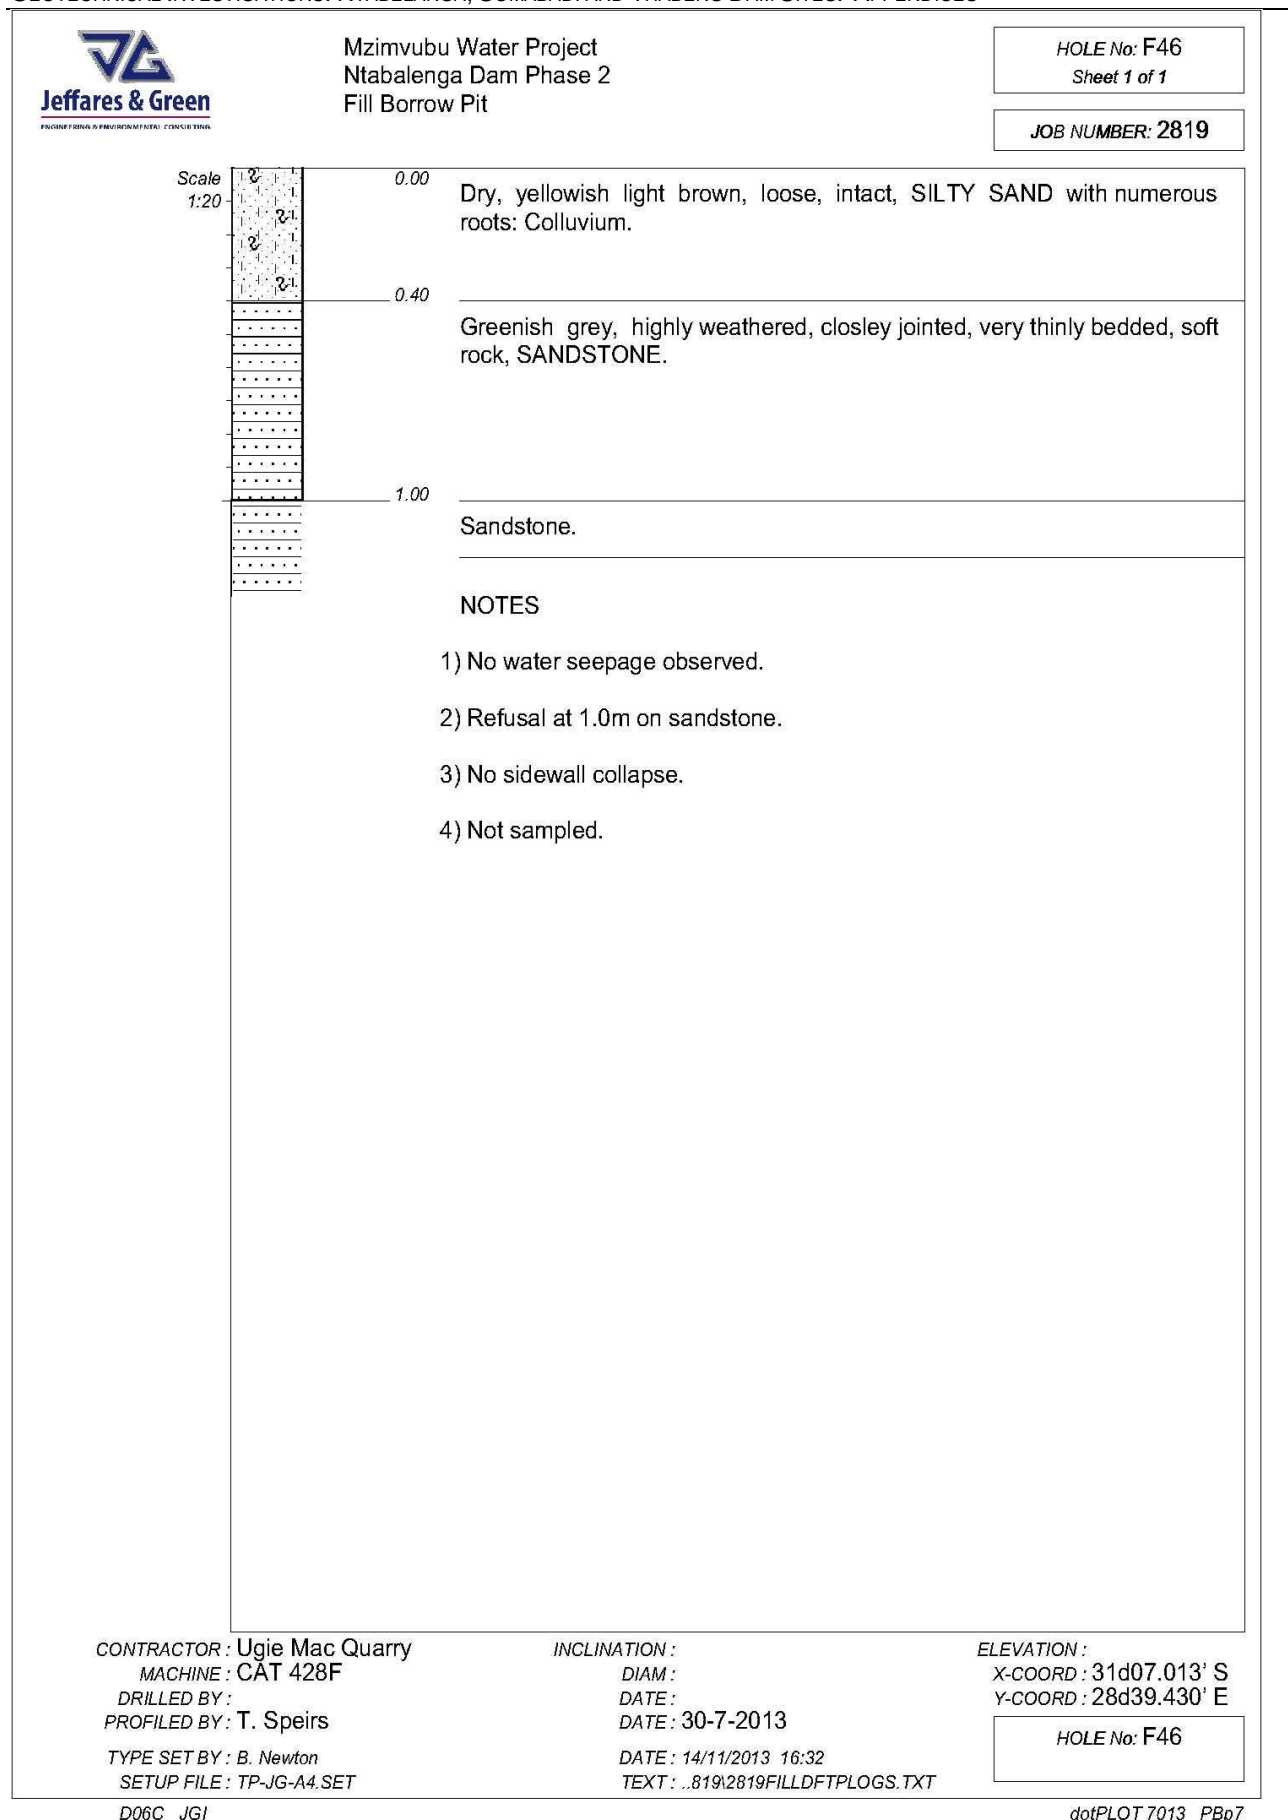 Jeffares & Green
ENGINEERING & ENVIRONMENTAL CONSULTING
Mzimvubu Water Project
Ntabalenga Dam Phase 2
Fill Borrow Pit
HOLE No: F46
Sheet 1 of 1
JOB NUMBER: 2819
Scale
1:20
0.00
Dry, yellowish light brown, loose, intact, SILTY SAND with numerous
roots: Colluvium.
0.40
Greenish grey, highly weathered, closley jointed, very thinly bedded, soft
rock, SANDSTONE.
1.00
Sandstone.
NOTES
1) No water seepage observed.
2) Refusal at 1.0m on sandstone.
3) No sidewall collapse.
4) Not sampled.
CONTRACTOR : Ugie Mac Quarry
MACHINE : CAT 428F
DRILLED BY :
PROFILED BY : T. Speirs
TYPE SET BY : B. Newton
SETUP FILE : TP-JG-A4.SET
INCLINATION :
DIAM :
DATE :
DATE : 30-7-2013
DATE : 14/11/2013 16:32
TEXT : ..819\2819FILLDFTPLOGS.TXT
ELEVATION :
X-COORD : 31d07.013' S
Y-COORD : 28d39.430' E
HOLE No: F46
D06C JGI
dotPLOT 7013 PBp7